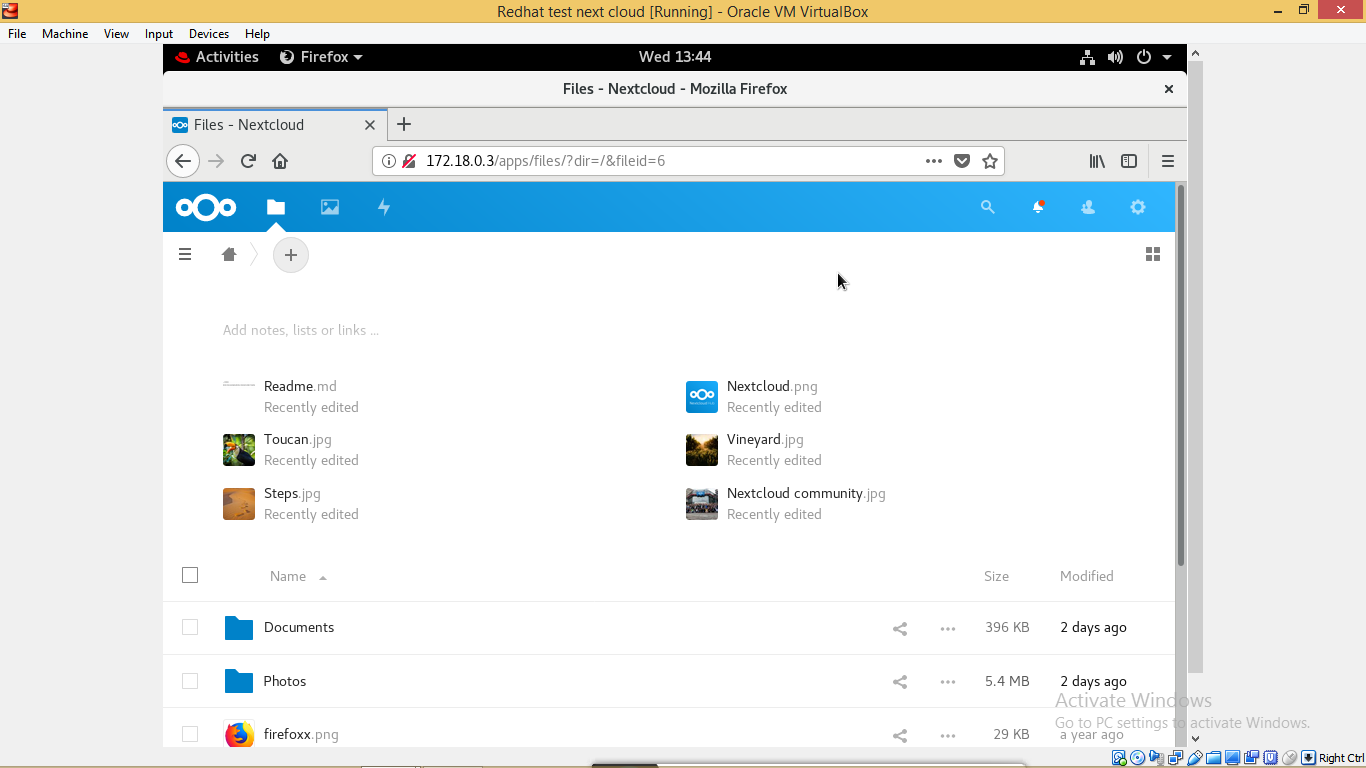 Redhat test next cloud [Running] - Oracle VM VirtualBox
File Machine View Input Devices Help
Activities Firefox Wed 13:44
Files - Nextcloud - Mozilla Firefox
Files - Nextcloud
172.18.0.3/apps/files/?dir=/&fileid=6
Add notes, lists or links ...
Readme.md
Recently edited
Nextcloud.png
Recently edited
Toucan.jpg
Recently edited
Vineyard.jpg
Recently edited
Steps.jpg
Recently edited
Nextcloud community.jpg
Recently edited
Name Size Modified
Documents 396 KB 2 days ago
Photos 5.4 MB 2 days ago
Activate Windows
Go to PC settings to activate Windows.
firefoxx.png 29 KB a year ago
Right Ctrl